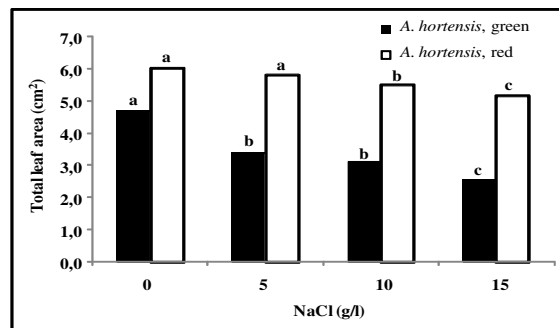 A. hortensis, green
A. hortensis, red
Total leaf area (cm²)
7,0
6,0
5,0
4,0
3,0
2,0
1,0
0,0
a a
b a
b b
c c
0 5 10 15
NaCl (g/l)